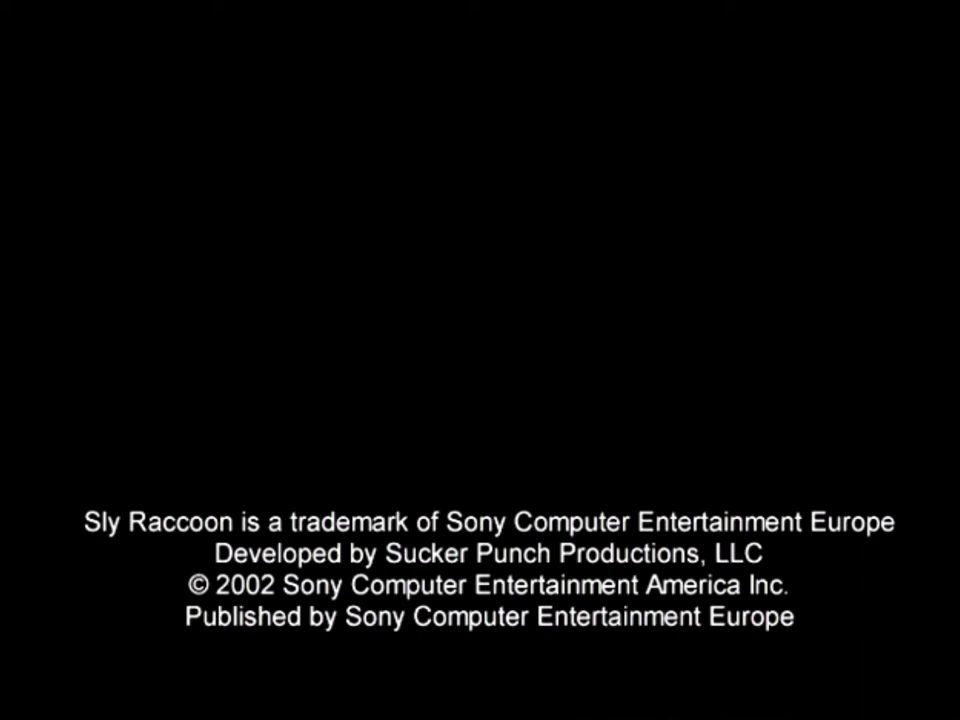 Sly Raccoon is a trademark of Sony Computer Entertainment Europe
Developed by Sucker Punch Productions, LLC
© 2002 Sony Computer Entertainment America Inc.
Published by Sony Computer Entertainment Europe